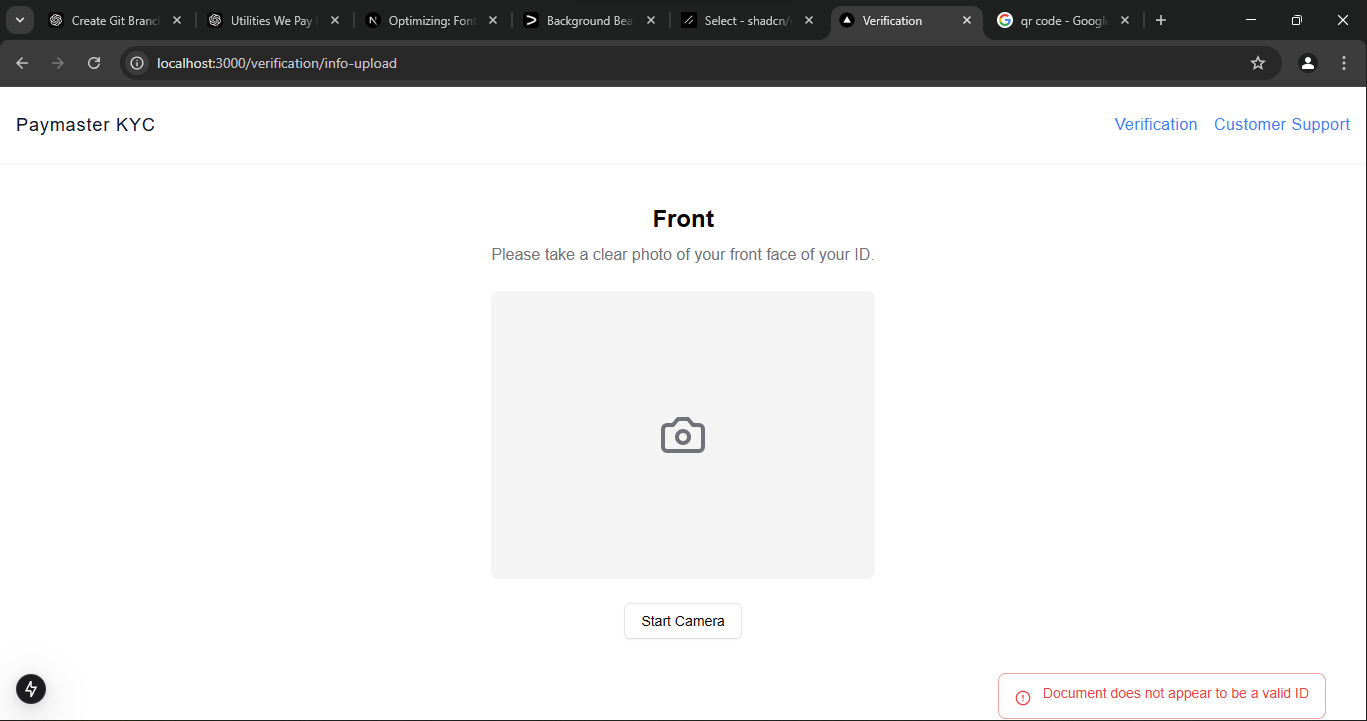 Create Git Branc
Utilities We Pay
Optimizing: Font
Background Bea
Select - shadcn/
Verification
qr code - Google
localhost:3000/verification/info-upload
Paymaster KYC
Verification
Customer Support
Front
Please take a clear photo of your front face of your ID.
Start Camera
Document does not appear to be a valid ID